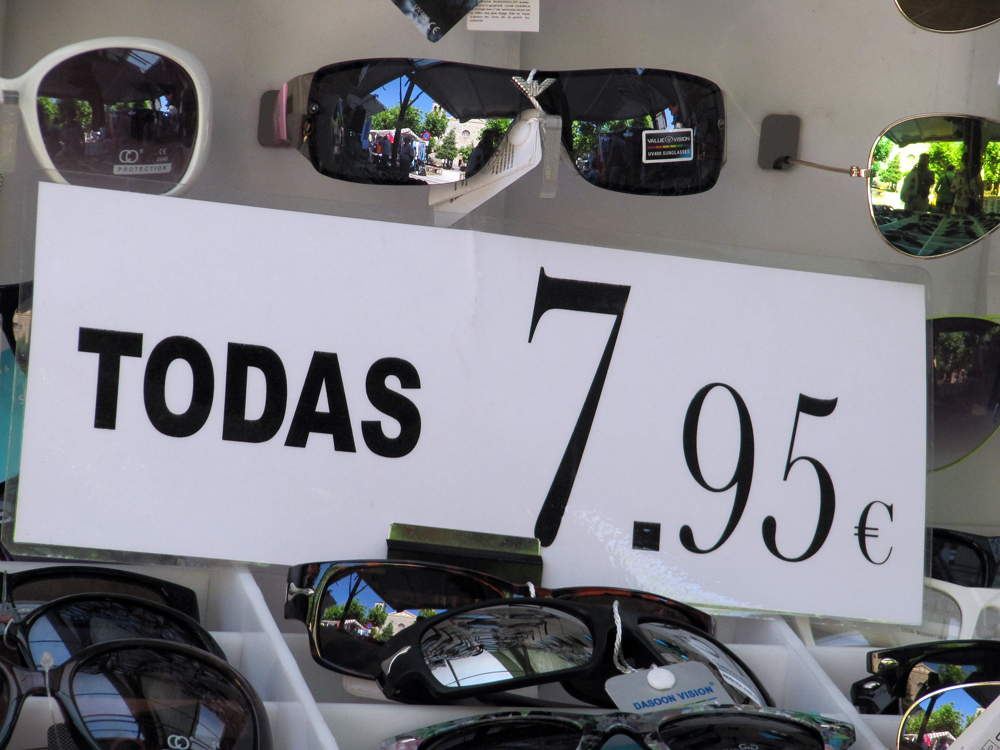 PROTECTION
VALUE VISION
UV400 SUNGLASSES
TODAS 7.95€
DASOON VISION